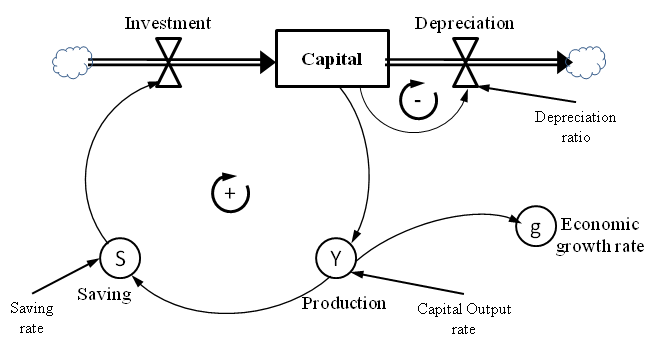 Investment
Depreciation
Capital
-
Depreciation
ratio
+
g
Economic
growth rate
S
Y
Saving
Production
Saving
rate
Capital Output
rate